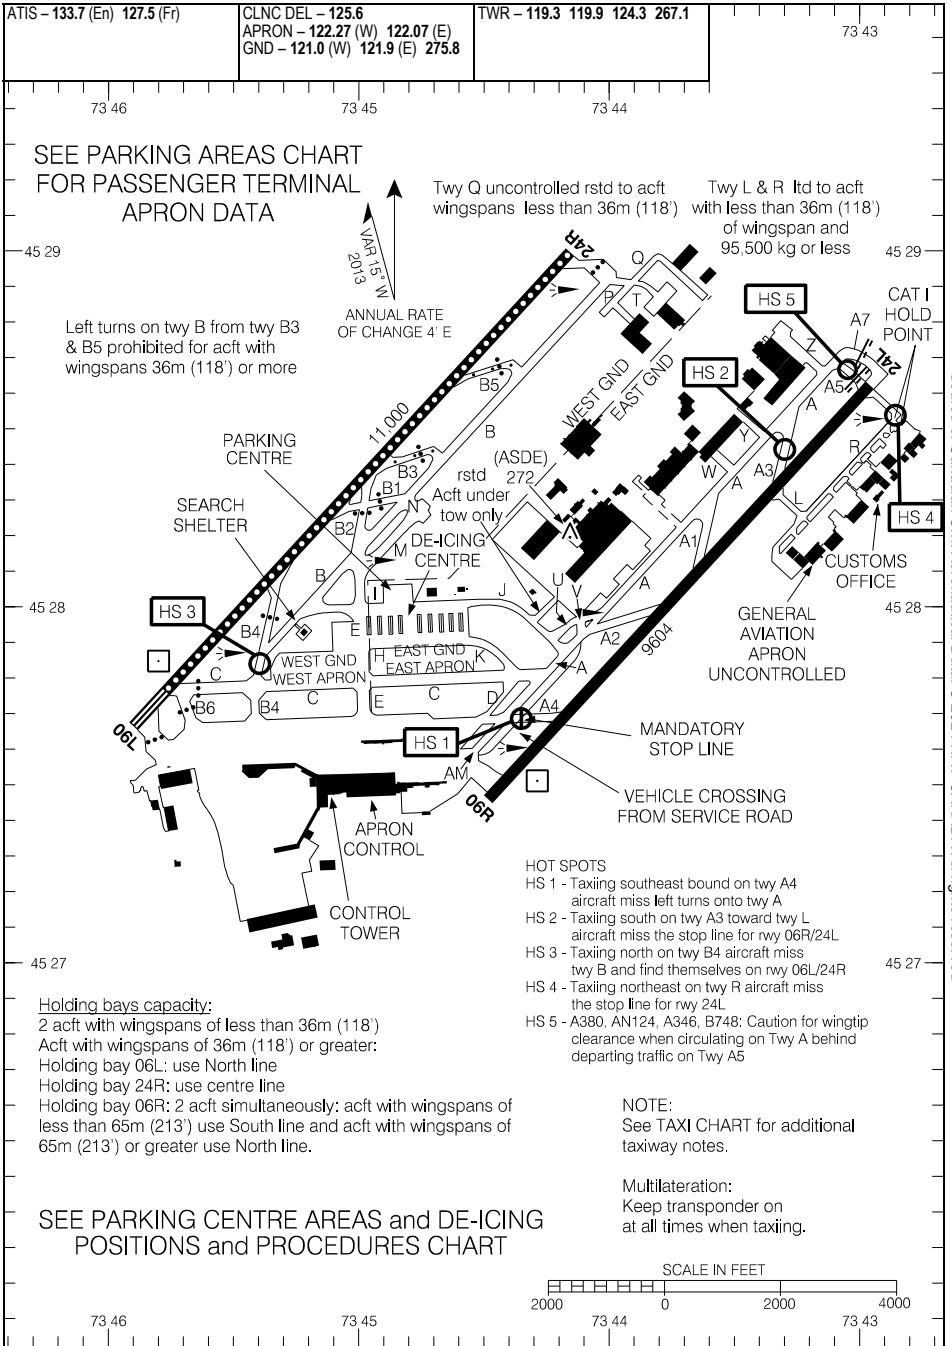 ATIS – 133.7 (En) 127.5 (Fr)
CLNC DEL – 125.6
APRON – 122.27 (W) 122.07 (E)
GND – 121.0 (W) 121.9 (E) 275.8
TWR – 119.3 119.9 124.3 267.1
73 43
73 46
73 45
73 44
SEE PARKING AREAS CHART
FOR PASSENGER TERMINAL
APRON DATA
Twy Q uncontrolled rstd to acft
wingspans less than 36m (118')
Twy L & R ltd to acft
with less than 36m (118')
of wingspan and
95,500 kg or less
VAR 15° W
2013
ANNUAL RATE
OF CHANGE 4' E
45 29
45 29
24R
Q
P
T
HS 5
CAT I
HOLD
POINT
A7
Z
24L
A5
Left turns on twy B from twy B3
& B5 prohibited for acft with
wingspans 36m (118') or more
HS 2
WEST GND
EAST GND
B5
A
11,000
B
PARKING
CENTRE
Y
R
(ASDE)
272
B3
rstd
Acft under
tow only
W
A3
A
B1
L
SEARCH
SHELTER
N
B2
HS 4
A1
M
DE-ICING
CENTRE
CUSTOMS
OFFICE
B
I
J
U
V
A
45 28
45 28
HS 3
GENERAL
AVIATION
APRON
UNCONTROLLED
B4
E
A2
9604
WEST GND
WEST APRON
H
EAST GND
EAST APRON
K
A
C
B6
B4
C
E
C
D
A4
06L
HS 1
MANDATORY
STOP LINE
AM
06R
VEHICLE CROSSING
FROM SERVICE ROAD
APRON
CONTROL
CONTROL
TOWER
HOT SPOTS
HS 1 - Taxiing southeast bound on twy A4
aircraft miss left turns onto twy A
HS 2 - Taxiing south on twy A3 toward twy L
aircraft miss the stop line for rwy 06R/24L
HS 3 - Taxiing north on twy B4 aircraft miss
twy B and find themselves on rwy 06L/24R
HS 4 - Taxiing northeast on twy R aircraft miss
the stop line for rwy 24L
HS 5 - A380, AN124, A346, B748: Caution for wingtip
clearance when circulating on Twy A behind
departing traffic on Twy A5
45 27
45 27
Holding bays capacity:
2 acft with wingspans of less than 36m (118')
Acft with wingspans of 36m (118') or greater:
Holding bay 06L: use North line
Holding bay 24R: use centre line
Holding bay 06R: 2 acft simultaneously: acft with wingspans of
less than 65m (213') use South line and acft with wingspans of
65m (213') or greater use North line.
NOTE:
See TAXI CHART for additional
taxiway notes.
Multilateration:
Keep transponder on
at all times when taxiing.
SEE PARKING CENTRE AREAS and DE-ICING
POSITIONS and PROCEDURES CHART
SCALE IN FEET
2000
0
2000
4000
73 46
73 45
73 44
73 43